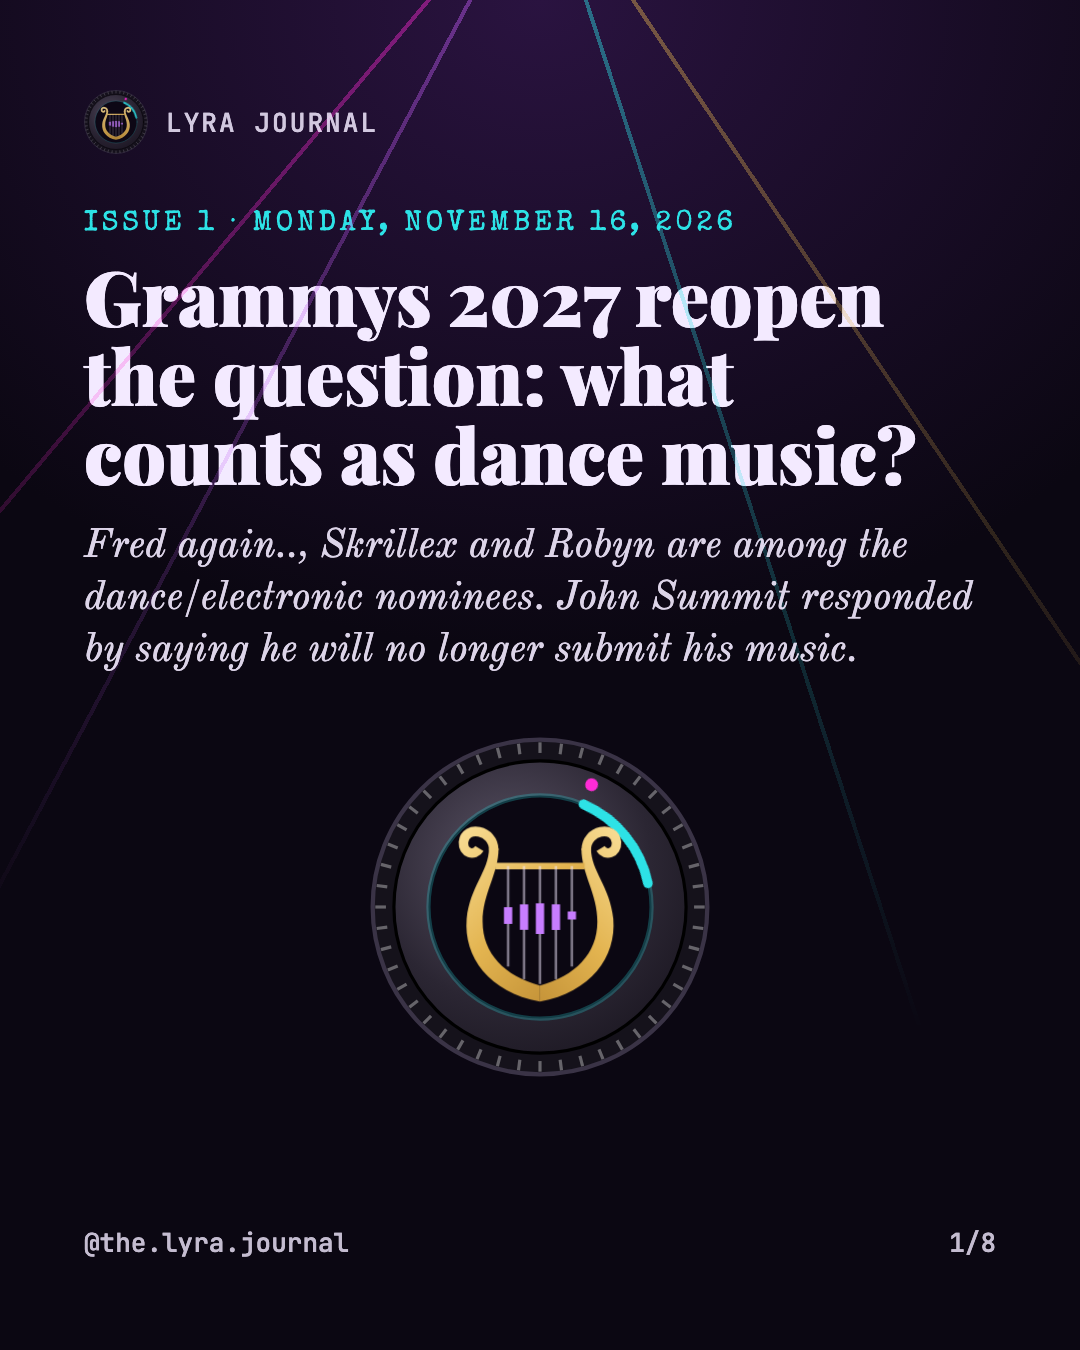 LYRA JOURNAL
ISSUE 1 · MONDAY, NOVEMBER 16, 2026
Grammys 2027 reopen
the question: what
counts as dance music?
Fred again.., Skrillex and Robyn are among the
dance/electronic nominees. John Summit responded
by saying he will no longer submit his music.
@the.lyra.journal
1/8